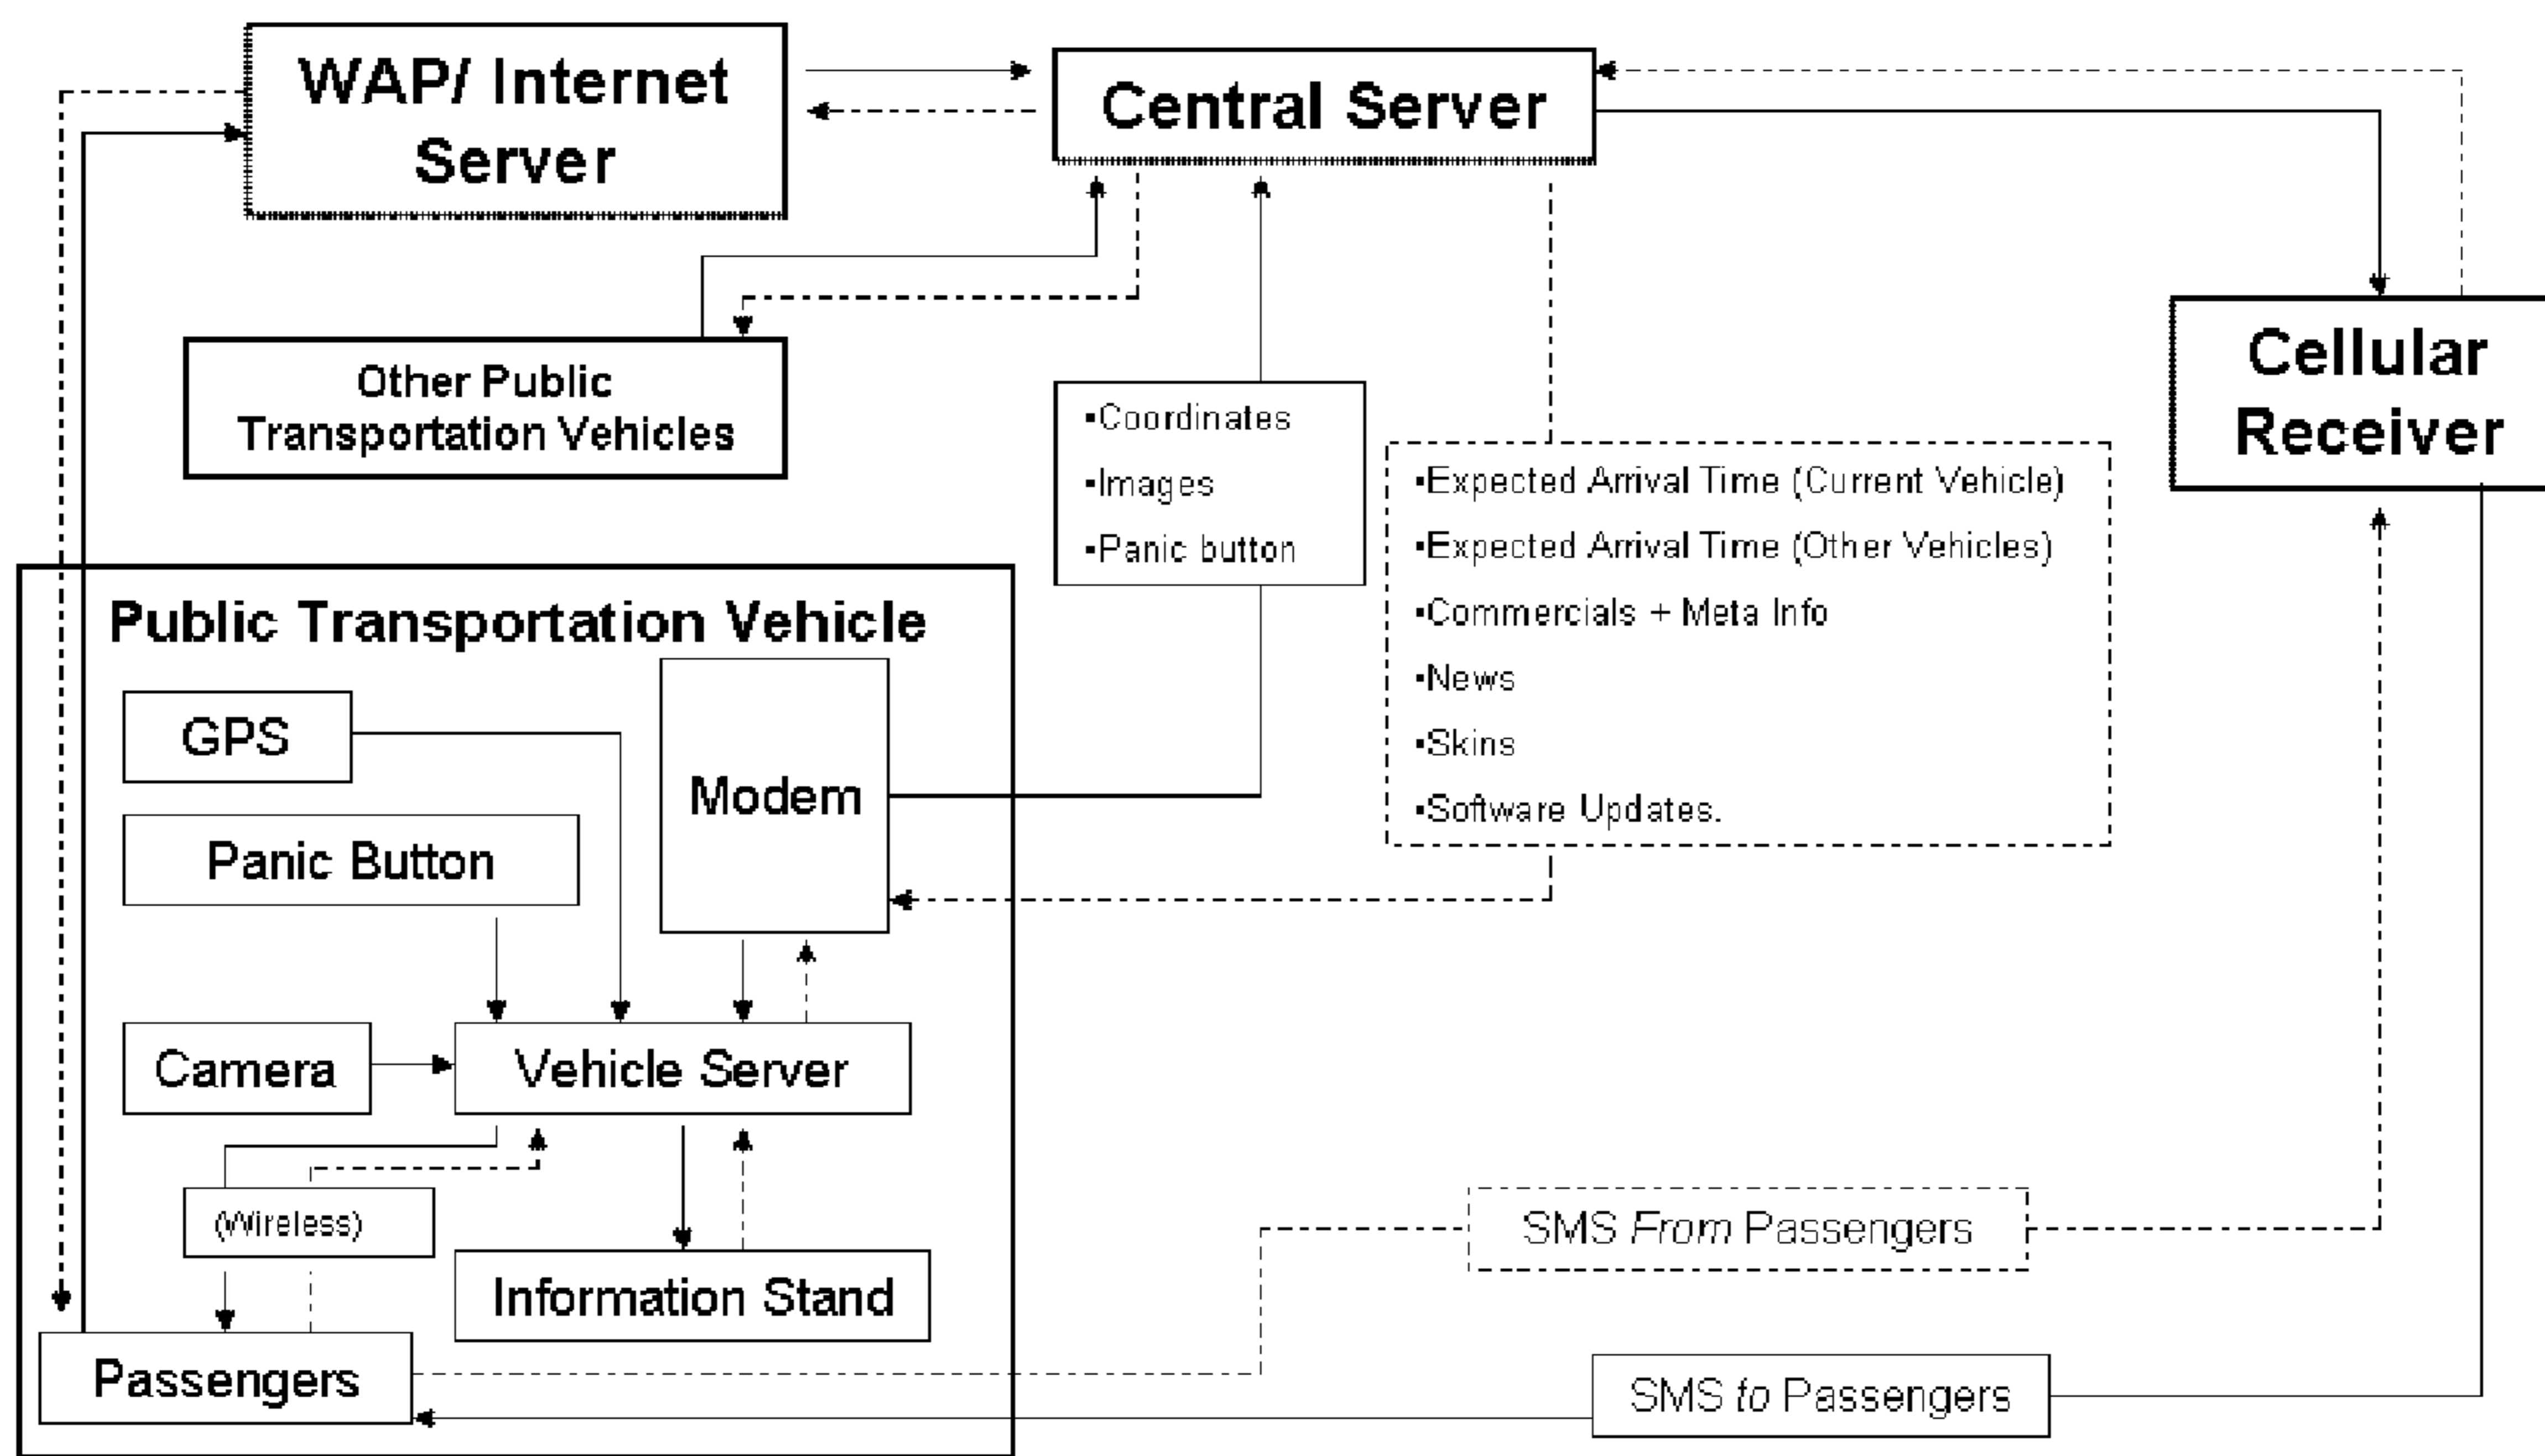 WAP/ Internet
Server
Central Server
Other Public
Transportation Vehicles
Cellular
Receiver
▪Coordinates
▪Images
▪Panic button
▪Expected Arrival Time (Current Vehicle)
▪Expected Arrival Time (Other Vehicles)
▪Commercials + Meta Info
▪News
▪Skins
▪Software Updates.
Public Transportation Vehicle
GPS
Modem
Panic Button
Camera
Vehicle Server
(Wireless)
Information Stand
Passengers
SMS From Passengers
SMS to Passengers